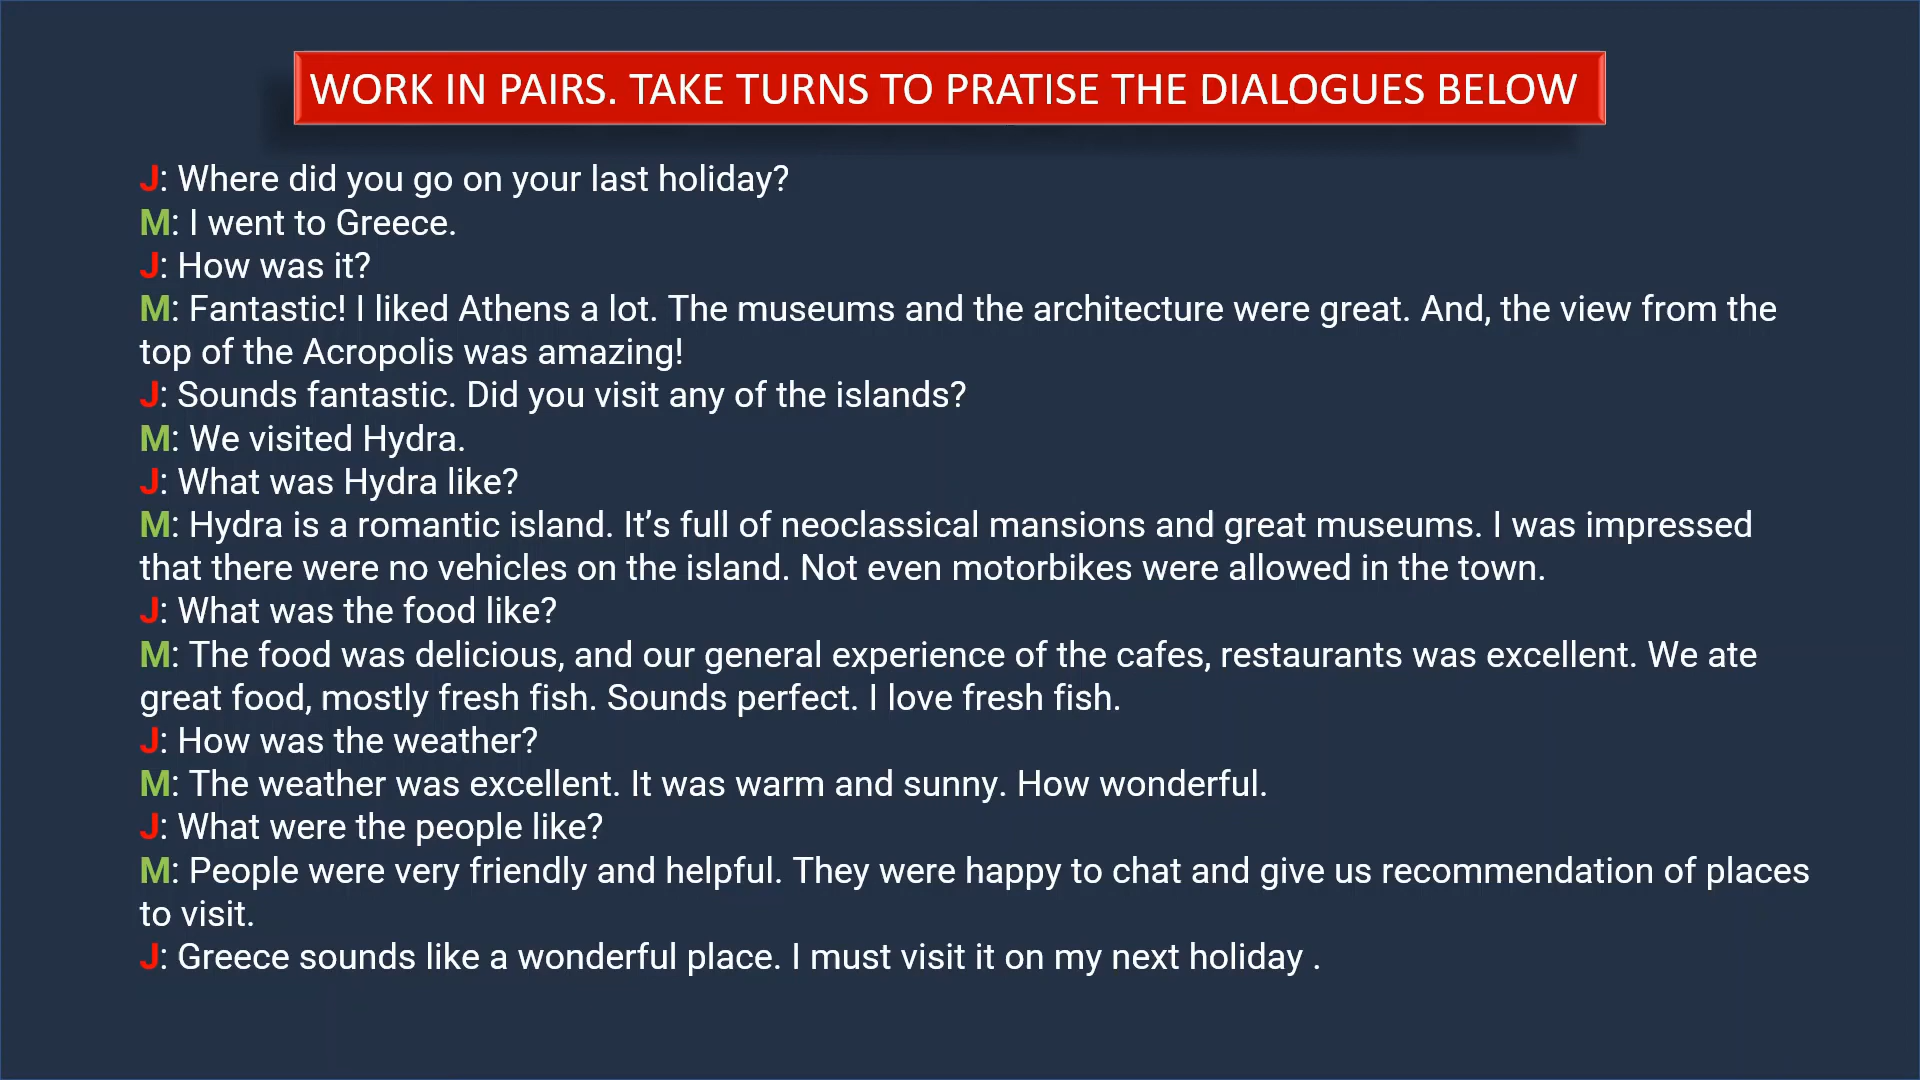 WORK IN PAIRS. TAKE TURNS TO PRATISE THE DIALOGUES BELOW
J: Where did you go on your last holiday?
M: I went to Greece.
J: How was it?
M: Fantastic! I liked Athens a lot. The museums and the architecture were great. And, the view from the
top of the Acropolis was amazing!
J: Sounds fantastic. Did you visit any of the islands?
M: We visited Hydra.
J: What was Hydra like?
M: Hydra is a romantic island. It’s full of neoclassical mansions and great museums. I was impressed
that there were no vehicles on the island. Not even motorbikes were allowed in the town.
J: What was the food like?
M: The food was delicious, and our general experience of the cafes, restaurants was excellent. We ate
great food, mostly fresh fish. Sounds perfect. I love fresh fish.
J: How was the weather?
M: The weather was excellent. It was warm and sunny. How wonderful.
J: What were the people like?
M: People were very friendly and helpful. They were happy to chat and give us recommendation of places
to visit.
J: Greece sounds like a wonderful place. I must visit it on my next holiday .